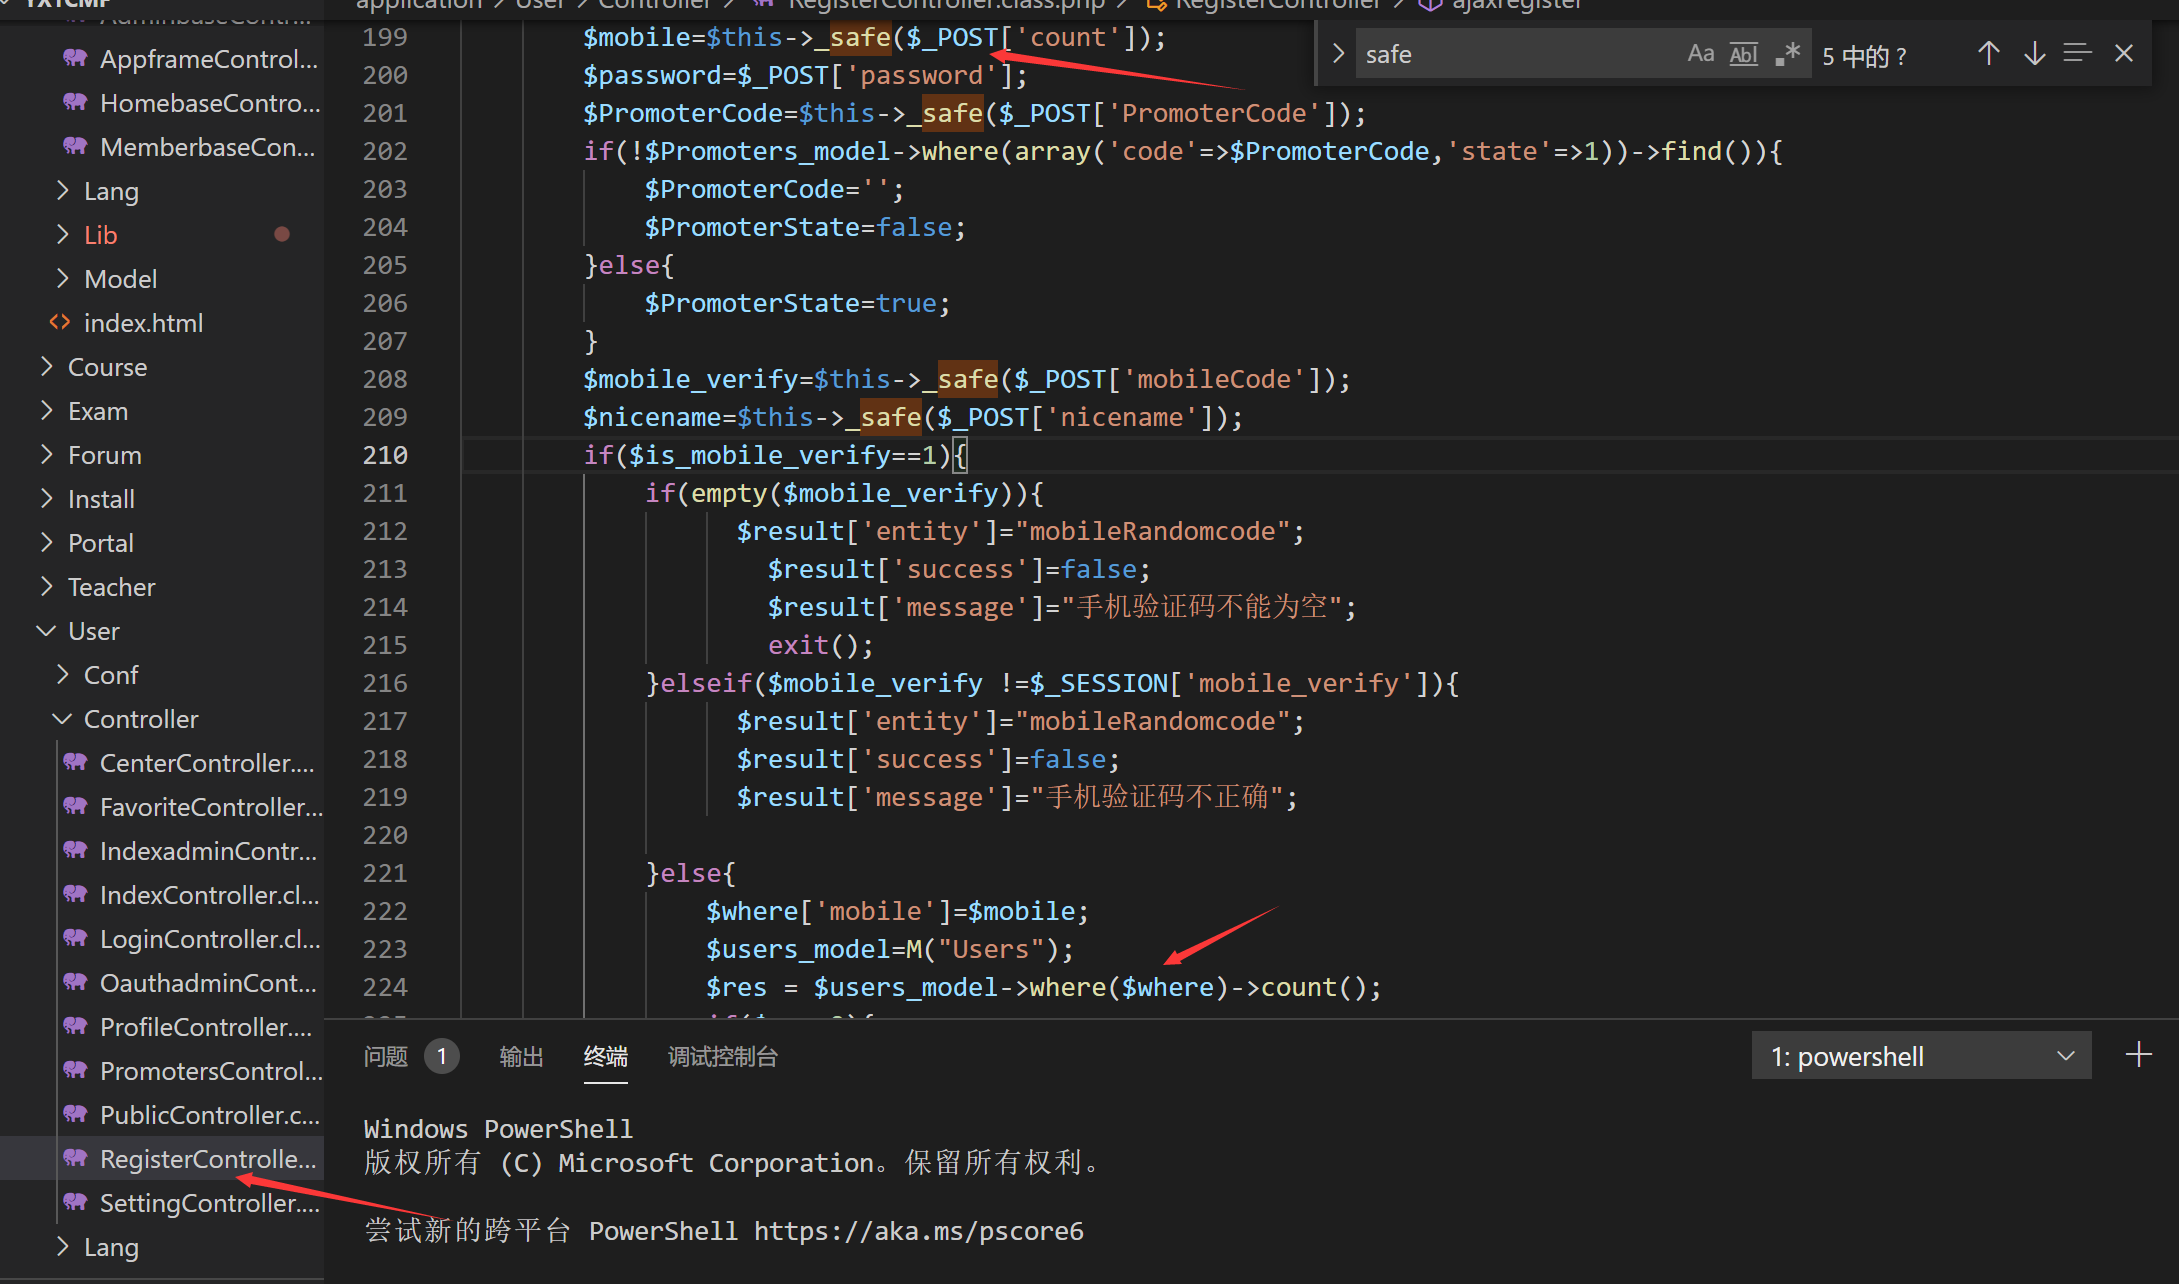 YXTCMF
application > User > Controller > RegisterController.class.php > RegisterController > ajaxregister
AdminbaseContr...
AppframeControl...
HomebaseContro...
MemberbaseCon...
Lang
Lib
Model
index.html
Course
Exam
Forum
Install
Portal
Teacher
User
Conf
Controller
CenterController....
FavoriteController...
IndexadminContr...
IndexController.cl...
LoginController.cl...
OauthadminCont...
ProfileController....
PromotersControl...
PublicController.c...
RegisterControlle...
SettingController....
Lang
safe
Aa Abl .* 5 中的 ?
199 $mobile=$this->_safe($_POST['count']);
200 $password=$_POST['password'];
201 $PromoterCode=$this->_safe($_POST['PromoterCode']);
202 if(!$Promoters_model->where(array('code'=>$PromoterCode,'state'=>1))->find()){
203 $PromoterCode='';
204 $PromoterState=false;
205 }else{
206 $PromoterState=true;
207 }
208 $mobile_verify=$this->_safe($_POST['mobileCode']);
209 $nicename=$this->_safe($_POST['nicename']);
210 if($is_mobile_verify==1){
211 if(empty($mobile_verify)){
212 $result['entity']="mobileRandomcode";
213 $result['success']=false;
214 $result['message']="手机验证码不能为空";
215 exit();
216 }elseif($mobile_verify !=$_SESSION['mobile_verify']){
217 $result['entity']="mobileRandomcode";
218 $result['success']=false;
219 $result['message']="手机验证码不正确";
220
221 }else{
222 $where['mobile']=$mobile;
223 $users_model=M("Users");
224 $res = $users_model->where($where)->count();
问题 1 输出 终端 调试控制台
1: powershell
Windows PowerShell
版权所有 (C) Microsoft Corporation。保留所有权利。
尝试新的跨平台 PowerShell https://aka.ms/pscore6